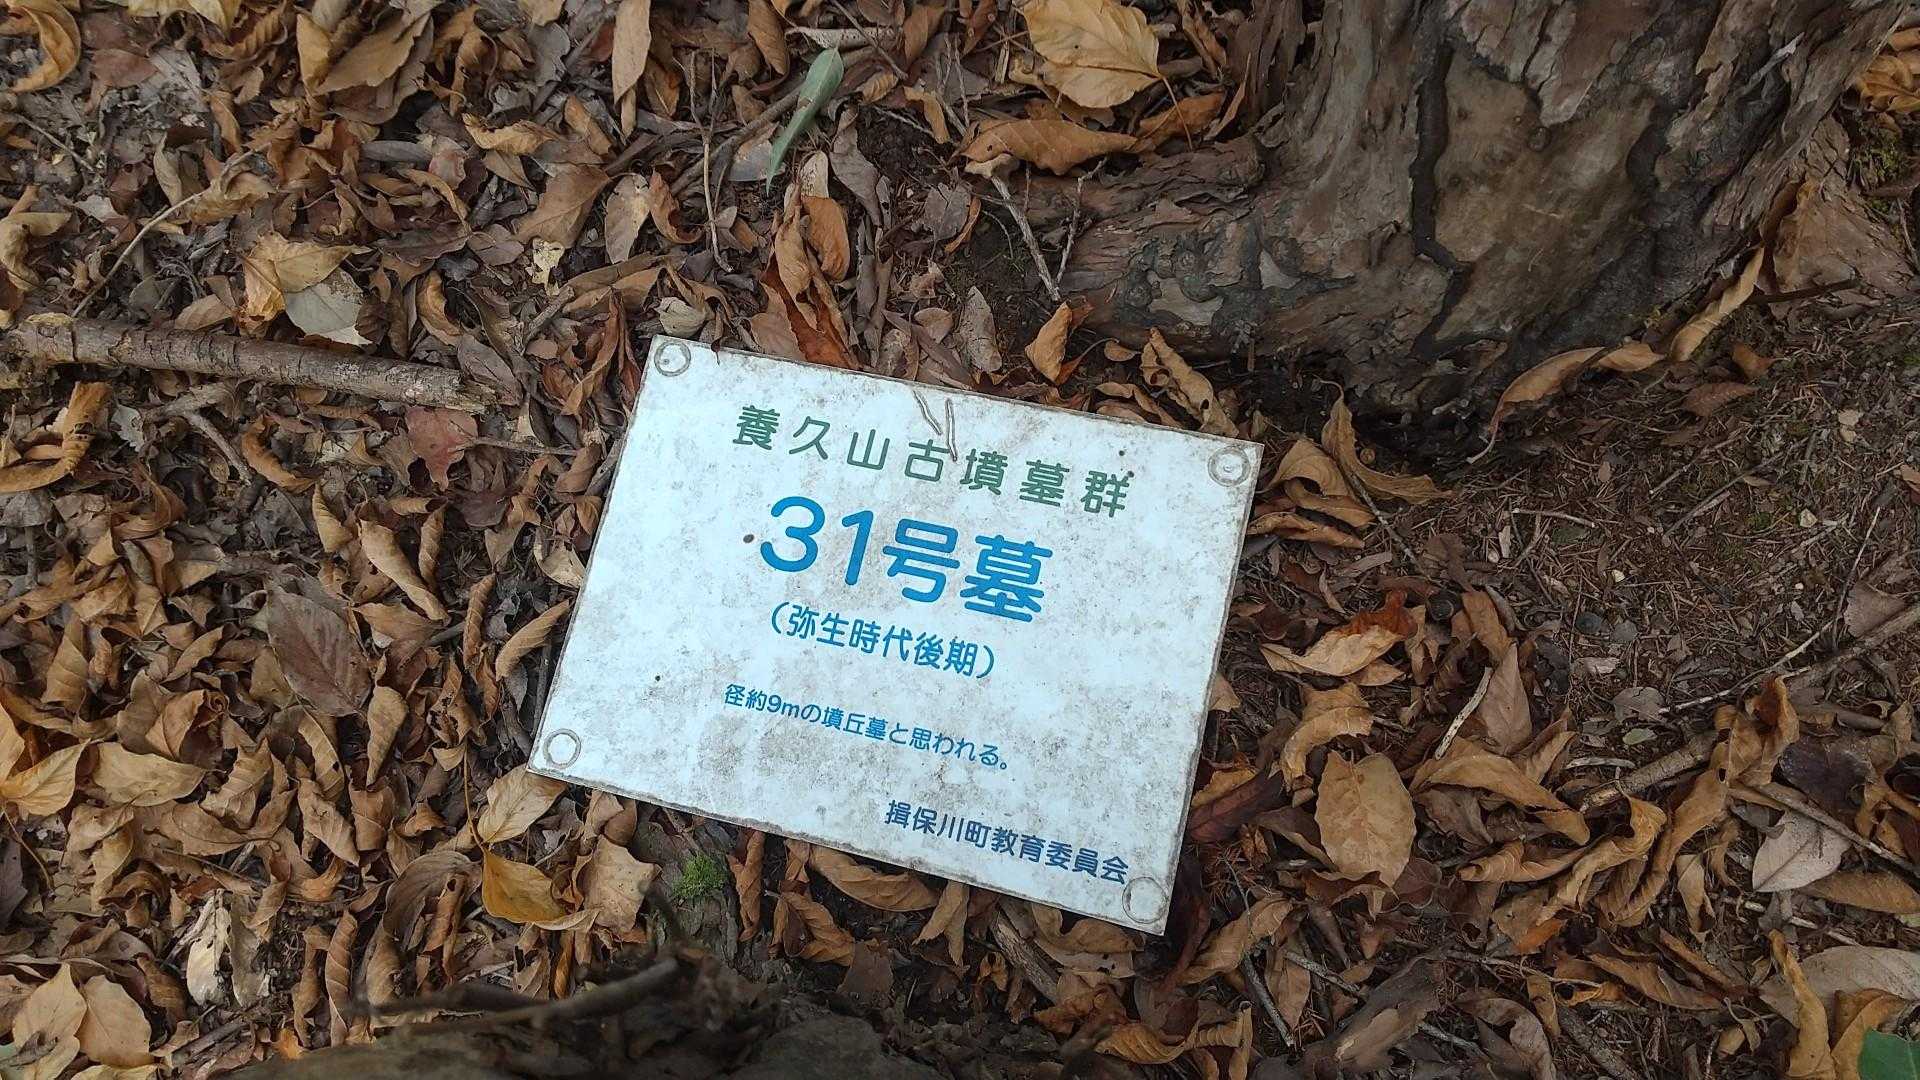 養久山古墳墓群
31号墓
（弥生時代後期）
径約9mの墳丘墓と思われる。
揖保川町教育委員会